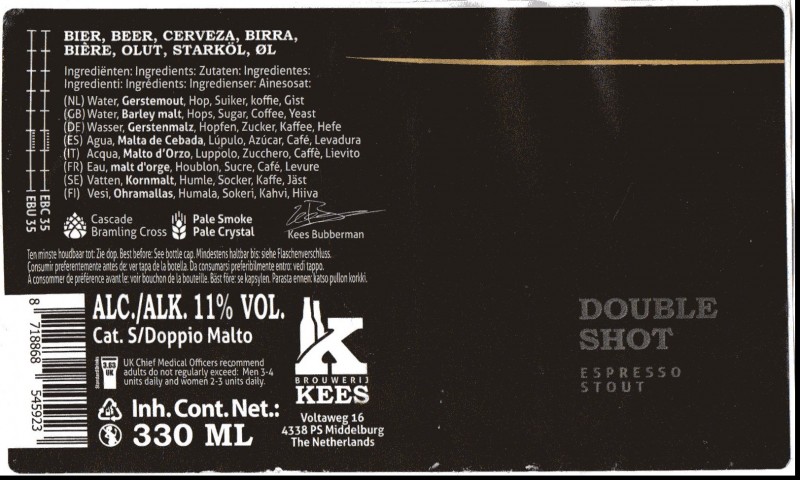 BIER, BEER, CERVEZA, BIRRA,
BIÈRE, OLUT, STARKÖL, ØL
Ingrediënten: Ingredients: Zutaten: Ingredientes:
Ingredienti: Ingrédients: Ingredienser: Ainesosat:
(NL) Water, Gerstemout, Hop, Suiker, koffie, Gist
(GB) Water, Barley malt, Hops, Sugar, Coffee, Yeast
(DE) Wasser, Gerstenmalz, Hopfen, Zucker, Kaffee, Hefe
(ES) Agua, Malta de Cebada, Lúpulo, Azúcar, Café, Levadura
(IT) Acqua, Malto d'Orzo, Luppolo, Zucchero, Caffè, Lievito
(FR) Eau, malt d'orge, Houblon, Sucre, Café, Levure
(SE) Vatten, Kornmalt, Humle, Socker, Kaffe, Jäst
(FI) Vesi, Ohramallas, Humala, Sokeri, Kahvi, Hiiva
EBU 35
EBC 35
Cascade
Bramling Cross
Pale Smoke
Pale Crystal
Kees Bubberman
Ten minste houdbaar tot: Zie dop. Best before: See bottle cap. Mindestens haltbar bis: siehe Flaschenverschluss.
Consumir preferentemente antes de: ver tapa de la botella. Da consumarsi preferibilmente entro: vedi tappo.
A consommer de préférence avant le: voir bouchon de la bouteille. Bäst före: se kapsylen. Parasta ennen: katso pullon korkki.
8 718868 545923
ALC./ALK. 11% VOL.
Cat. S/Doppio Malto
3.63
UK
UK Chief Medical Officers recommend
adults do not regularly exceed: Men 3-4
units daily and women 2-3 units daily.
Inh. Cont. Net.:
330 ML
K
BROUWERIJ
KEES
Voltaweg 16
4338 PS Middelburg
The Netherlands
DOUBLE
SHOT
ESPRESSO
STOUT